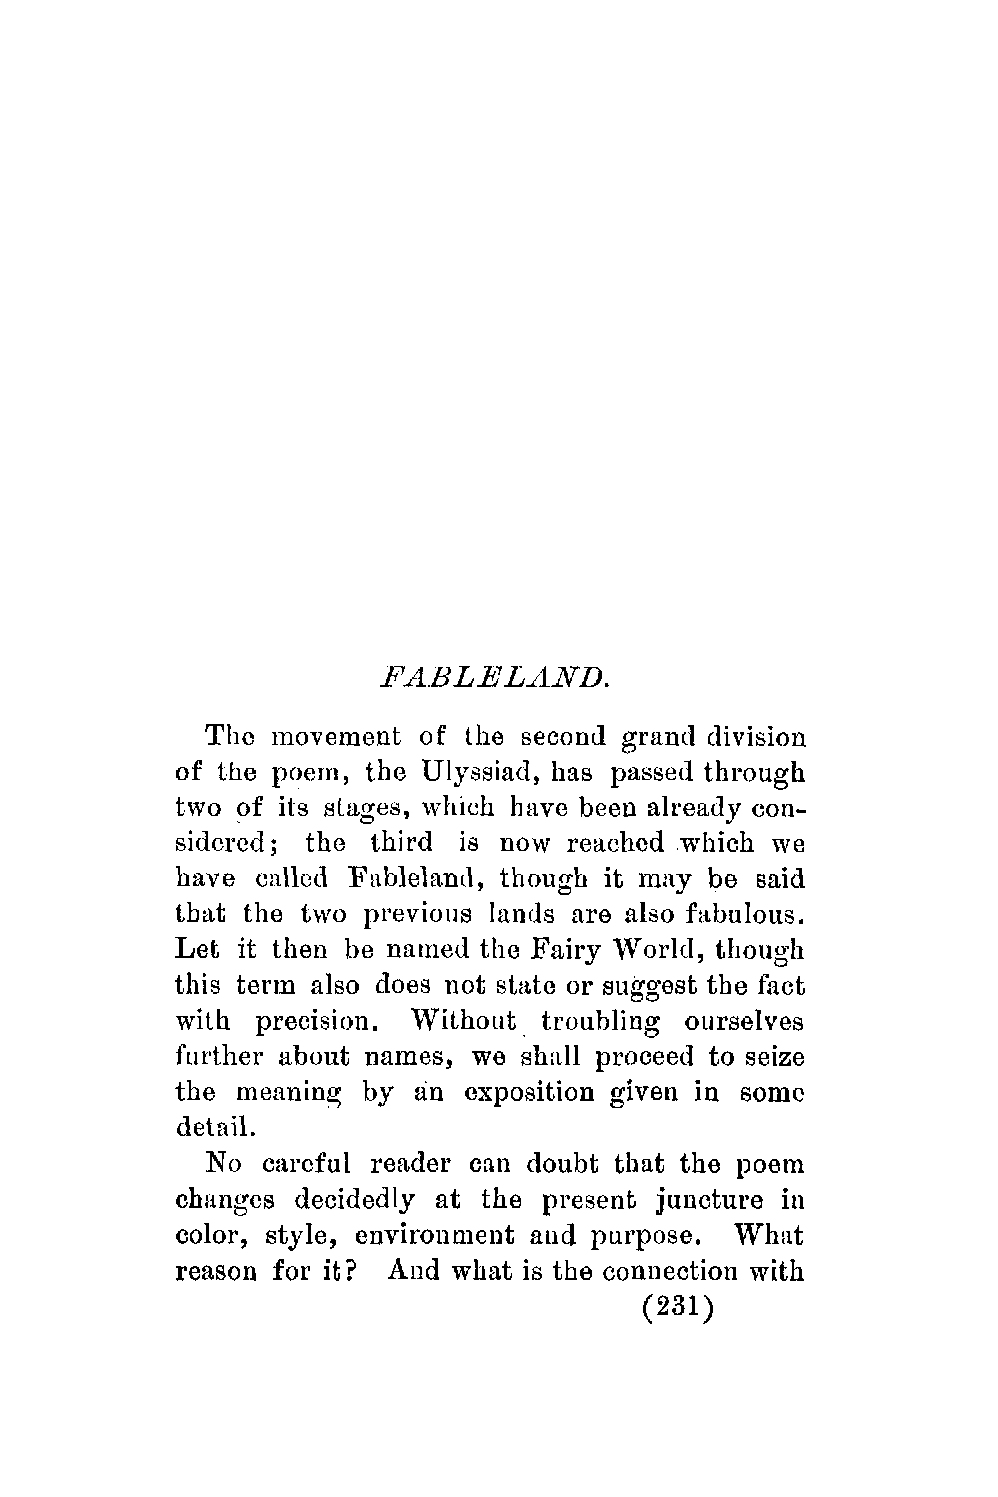 FABLELAND.
The movement of the second grand division
of the poem, the Ulyssiad, has passed through
two of its stages, which have been already con-
sidered; the third is now reached which we
have called Fableland, though it may be said
that the two previous lands are also fabulous.
Let it then be named the Fairy World, though
this term also does not state or suggest the fact
with precision. Without troubling ourselves
further about names, we shall proceed to seize
the meaning by an exposition given in some
detail.
No careful reader can doubt that the poem
changes decidedly at the present juncture in
color, style, environment and purpose. What
reason for it? And what is the connection with
(231)